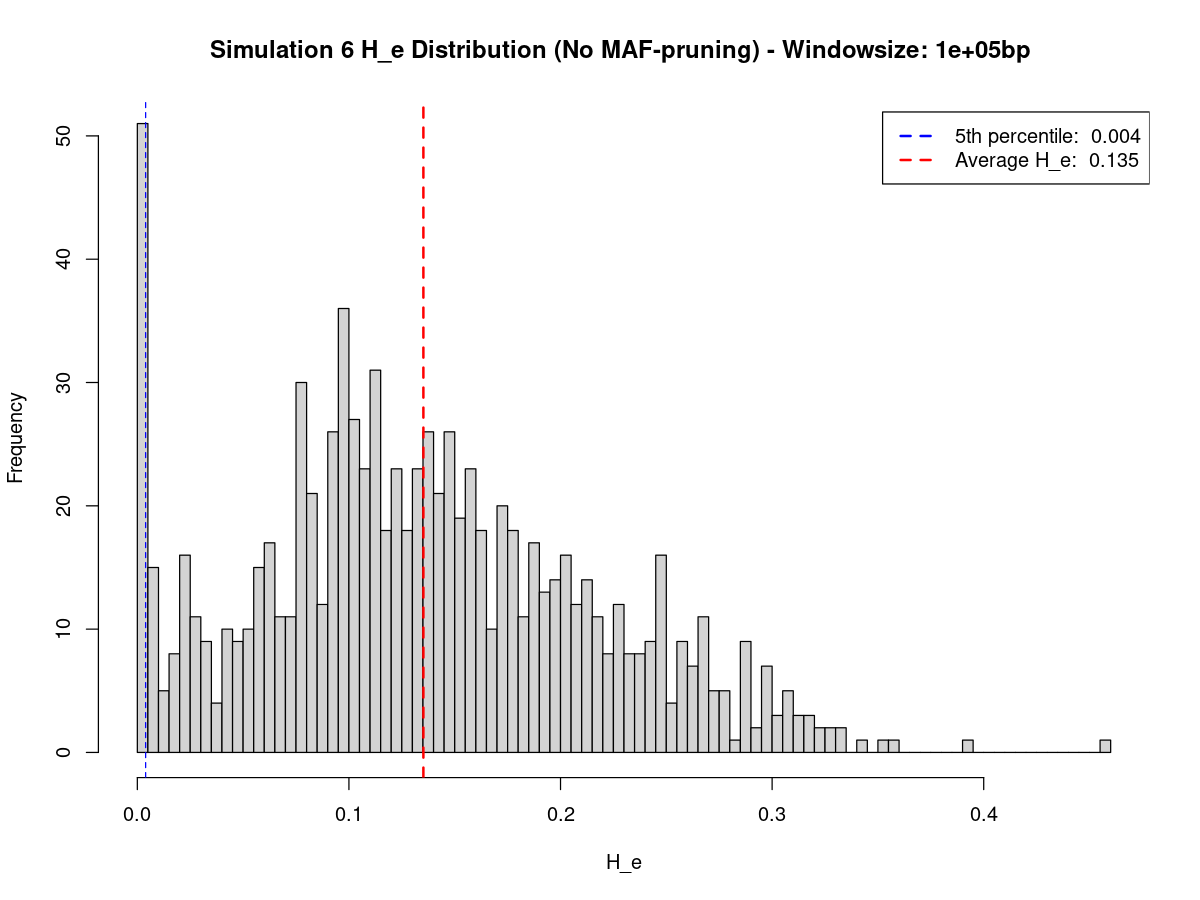 Simulation 6 H_e Distribution (No MAF-pruning) - Windowsize: 1e+05bp
5th percentile:  0.004
Average H_e:  0.135
Frequency
50
40
30
20
10
0
0.0
0.1
0.2
0.3
0.4
H_e